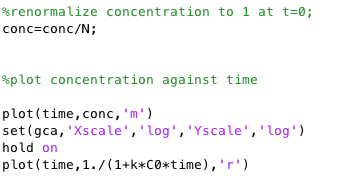 %renormalize concentration to 1 at t=0;
conc=conc/N;
%plot concentration against time
plot(time,conc,'m')
set(gca,'Xscale','log','Yscale','log')
hold on
plot(time,1./(1+k*C0*time),'r')